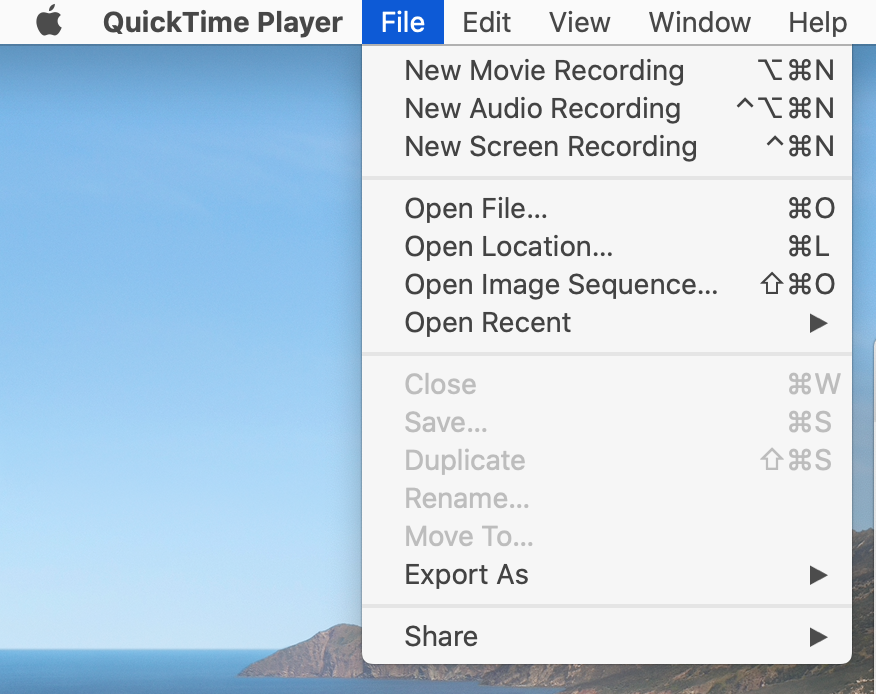 QuickTime Player File Edit View Window Help
New Movie Recording ⌥⌘N
New Audio Recording ^⌥⌘N
New Screen Recording ^⌘N
Open File... ⌘O
Open Location... ⌘L
Open Image Sequence... ⇧⌘O
Open Recent ▶
Close ⌘W
Save... ⌘S
Duplicate ⇧⌘S
Rename...
Move To...
Export As ▶
Share ▶